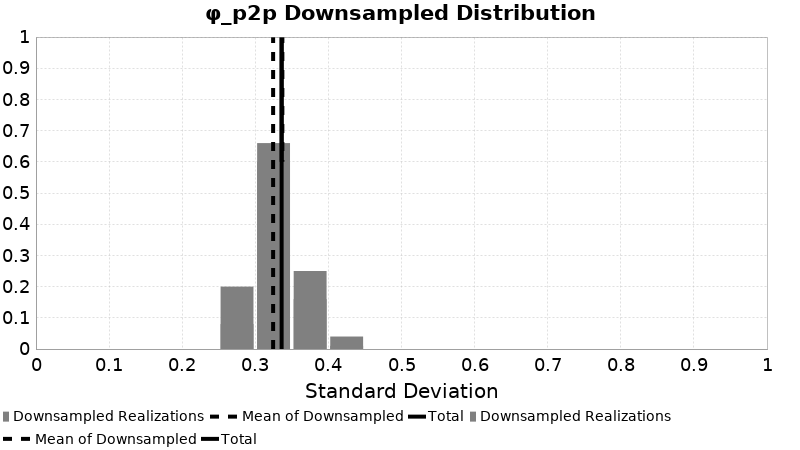 φ_p2p Downsampled Distribution
1
0.9
0.8
0.7
0.6
0.5
0.4
0.3
0.2
0.1
0
0 0.1 0.2 0.3 0.4 0.5 0.6 0.7 0.8 0.9 1
Standard Deviation
Downsampled Realizations Mean of Downsampled Total Downsampled Realizations
Mean of Downsampled Total